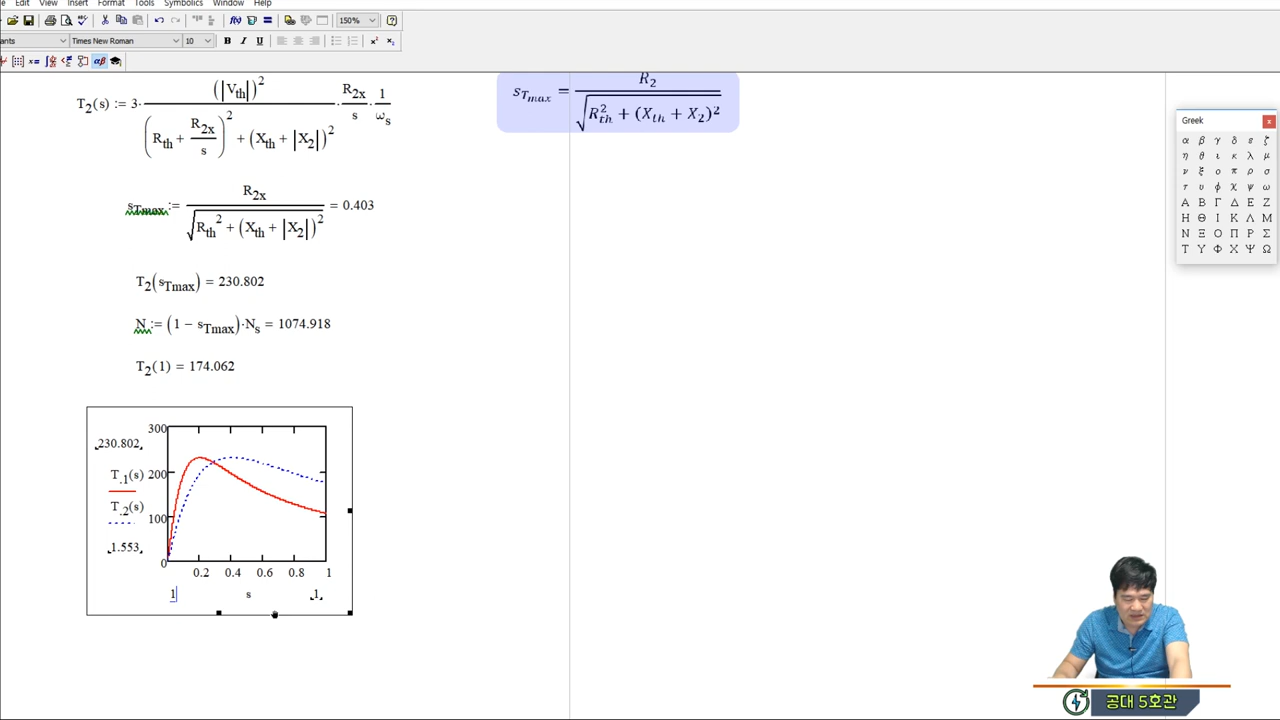 Edit View Insert Format Tools Symbolics Window Help
150%
Times New Roman 10 B I U
T2(s) := 3·(|Vth|)^2/((Rth + R2x/s)^2 + (Xth + |X2|)^2)·R2x/s·1/ωs
sTmax = R2/√(Rth^2 + (Xth + X2)^2)
sTmax := R2x/√(Rth^2 + (Xth + |X2|)^2) = 0.403
T2(sTmax) = 230.802
N := (1 − sTmax)·Ns = 1074.918
T2(1) = 174.062
300
230.802
T.1(s)
200
T.2(s)
100
1.553
0
0.2 0.4 0.6 0.8 1
1 s 1
Greek
α β γ δ ε ζ
η θ ι κ λ μ
ν ξ ο π ρ σ
τ υ φ χ ψ ω
Α Β Γ Δ Ε Ζ
Η Θ Ι Κ Λ Μ
Ν Ξ Ο Π Ρ Σ
Τ Υ Φ Χ Ψ Ω
공대 5호관